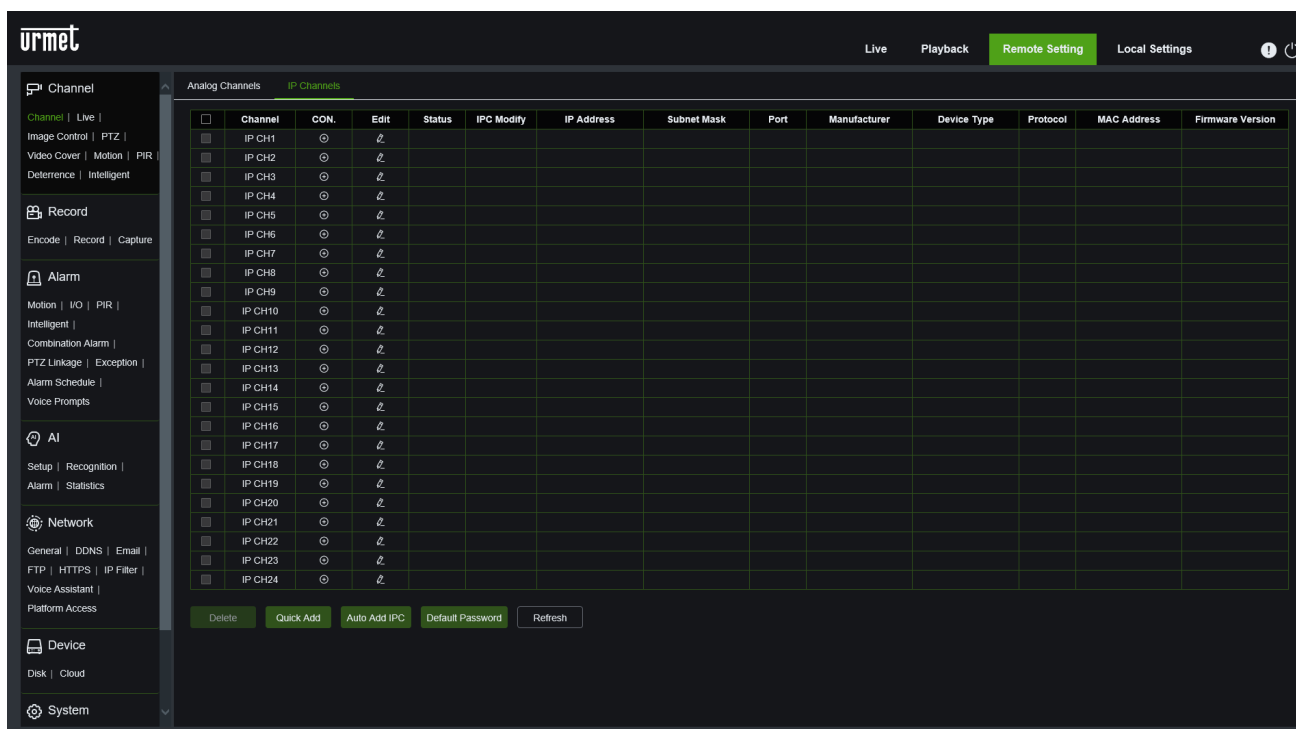 urmet
Live Playback Remote Setting Local Settings
Channel
Channel | Live |
Image Control | PTZ |
Video Cover | Motion | PIR |
Deterrence | Intelligent
Record
Encode | Record | Capture
Alarm
Motion | I/O | PIR |
Intelligent |
Combination Alarm |
PTZ Linkage | Exception |
Alarm Schedule |
Voice Prompts
AI
Setup | Recognition |
Alarm | Statistics
Network
General | DDNS | Email |
FTP | HTTPS | IP Filter |
Voice Assistant |
Platform Access
Device
Disk | Cloud
System
Analog Channels IP Channels
Channel CON. Edit Status IPC Modify IP Address Subnet Mask Port Manufacturer Device Type Protocol MAC Address Firmware Version
IP CH1
IP CH2
IP CH3
IP CH4
IP CH5
IP CH6
IP CH7
IP CH8
IP CH9
IP CH10
IP CH11
IP CH12
IP CH13
IP CH14
IP CH15
IP CH16
IP CH17
IP CH18
IP CH19
IP CH20
IP CH21
IP CH22
IP CH23
IP CH24
Delete Quick Add Auto Add IPC Default Password Refresh